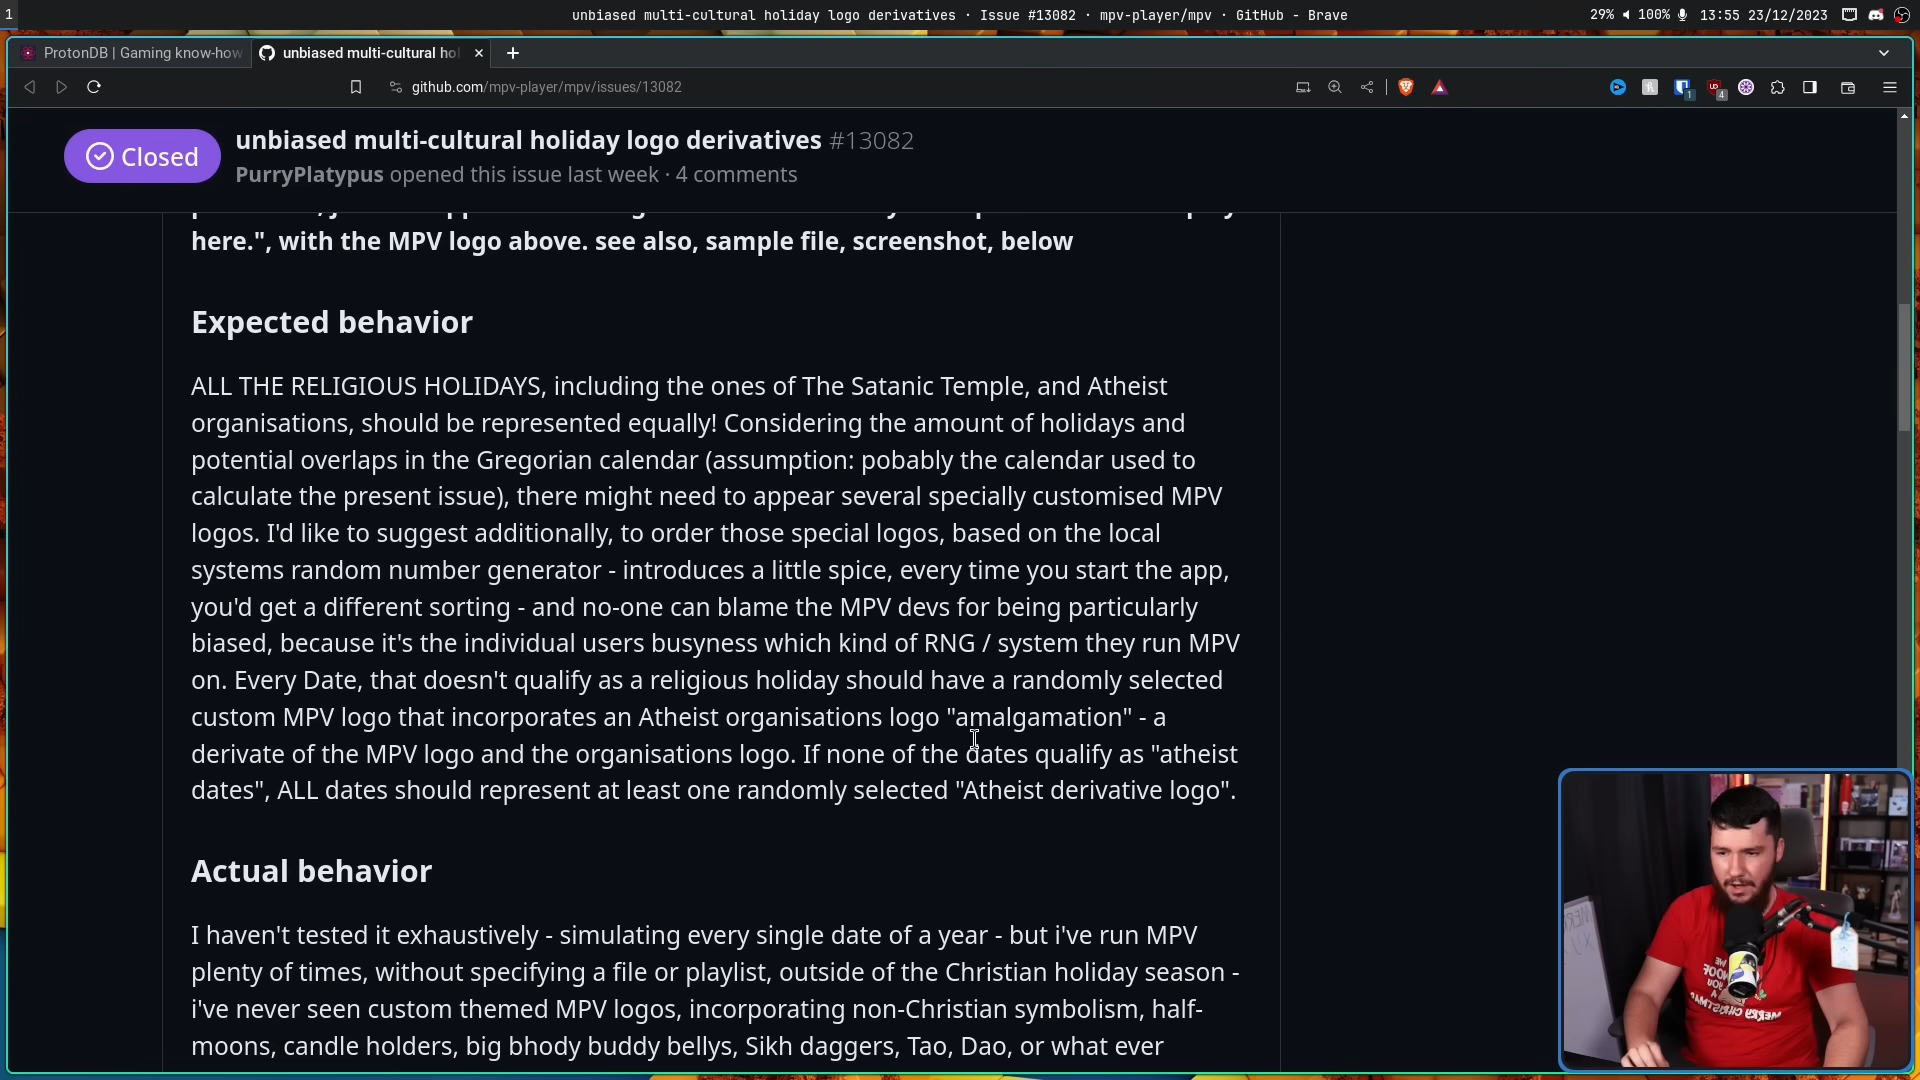 1
unbiased multi-cultural holiday logo derivatives · Issue #13082 · mpv-player/mpv · GitHub - Brave
29% 100% 13:55 23/12/2023
ProtonDB | Gaming know-how
unbiased multi-cultural hol
github.com/mpv-player/mpv/issues/13082
1
4
Closed
unbiased multi-cultural holiday logo derivatives #13082
PurryPlatypus opened this issue last week · 4 comments
here.", with the MPV logo above. see also, sample file, screenshot, below
Expected behavior
ALL THE RELIGIOUS HOLIDAYS, including the ones of The Satanic Temple, and Atheist
organisations, should be represented equally! Considering the amount of holidays and
potential overlaps in the Gregorian calendar (assumption: pobably the calendar used to
calculate the present issue), there might need to appear several specially customised MPV
logos. I'd like to suggest additionally, to order those special logos, based on the local
systems random number generator - introduces a little spice, every time you start the app,
you'd get a different sorting - and no-one can blame the MPV devs for being particularly
biased, because it's the individual users busyness which kind of RNG / system they run MPV
on. Every Date, that doesn't qualify as a religious holiday should have a randomly selected
custom MPV logo that incorporates an Atheist organisations logo "amalgamation" - a
derivate of the MPV logo and the organisations logo. If none of the dates qualify as "atheist
dates", ALL dates should represent at least one randomly selected "Atheist derivative logo".
Actual behavior
I haven't tested it exhaustively - simulating every single date of a year - but i've run MPV
plenty of times, without specifying a file or playlist, outside of the Christian holiday season -
i've never seen custom themed MPV logos, incorporating non-Christian symbolism, half-
moons, candle holders, big bhody buddy bellys, Sikh daggers, Tao, Dao, or what ever